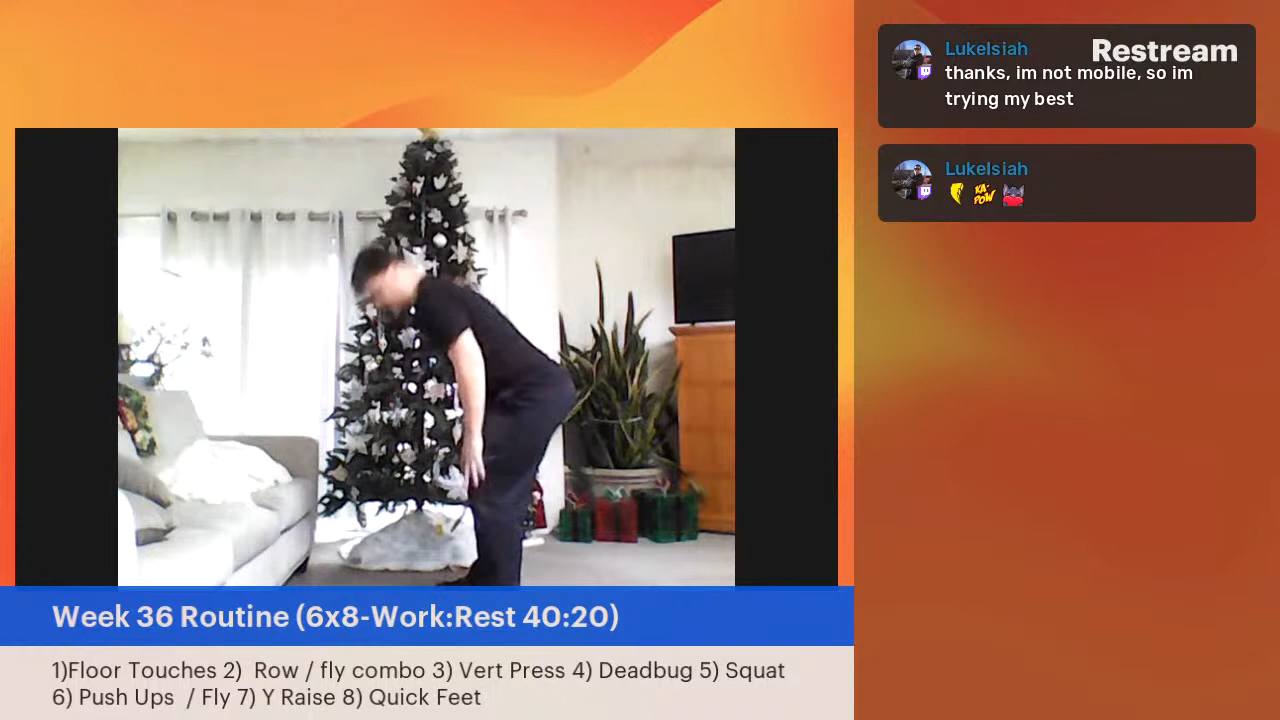 LukeIsiah
Restream
thanks, im not mobile, so im
trying my best
LukeIsiah
KA-
POW
Week 36 Routine (6x8-Work:Rest 40:20)
1)Floor Touches 2)  Row / fly combo 3) Vert Press 4) Deadbug 5) Squat
6) Push Ups  / Fly 7) Y Raise 8) Quick Feet